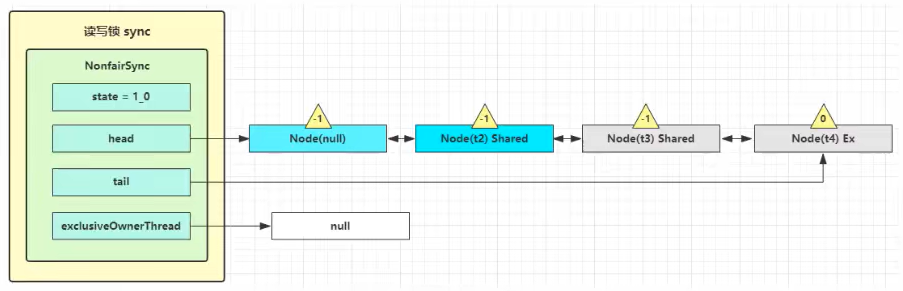 读写锁 sync
NonfairSync
state = 1_0
head
tail
exclusiveOwnerThread
-1
Node(null)
-1
Node(t2) Shared
-1
Node(t3) Shared
0
Node(t4) Ex
null